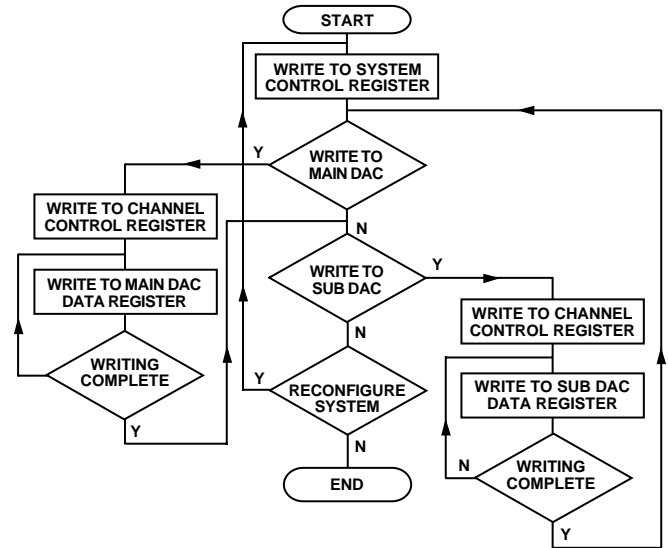 START
WRITE TO SYSTEM
CONTROL REGISTER
Y
WRITE TO
MAIN DAC
N
WRITE TO CHANNEL
CONTROL REGISTER
WRITE TO MAIN DAC
DATA REGISTER
WRITING
COMPLETE
Y
WRITE TO
SUB DAC
Y
N
WRITE TO CHANNEL
CONTROL REGISTER
WRITE TO SUB DAC
DATA REGISTER
N
WRITING
COMPLETE
Y
Y
RECONFIGURE
SYSTEM
N
END